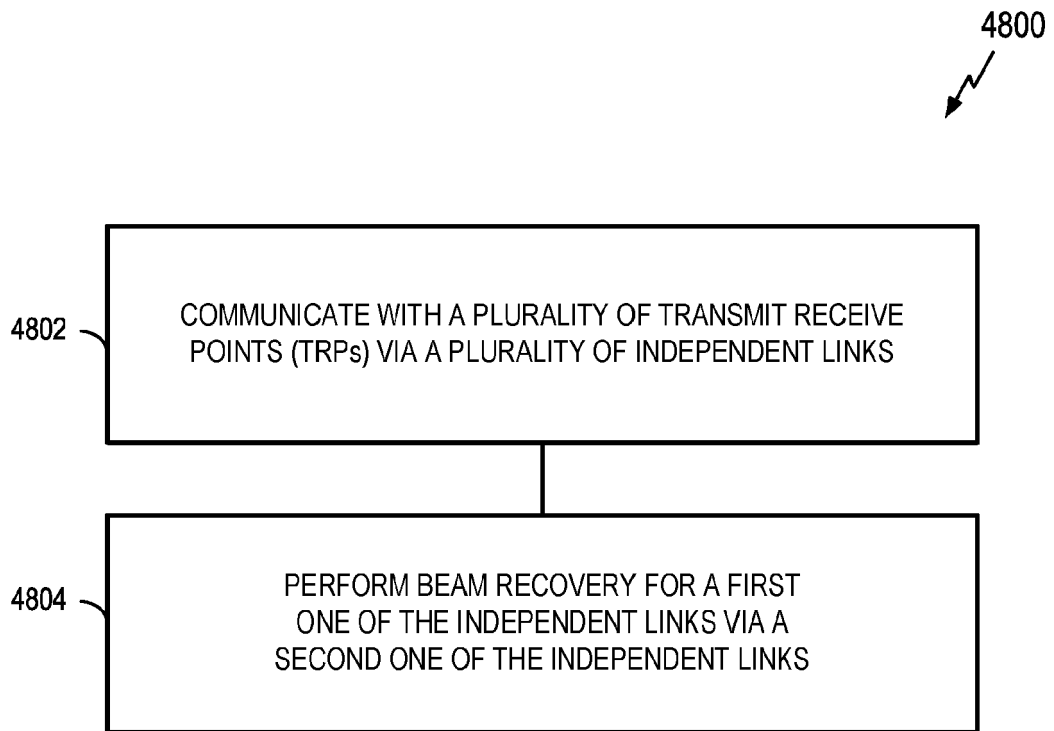 4800
4802
COMMUNICATE WITH A PLURALITY OF TRANSMIT RECEIVE
POINTS (TRPs) VIA A PLURALITY OF INDEPENDENT LINKS
4804
PERFORM BEAM RECOVERY FOR A FIRST
ONE OF THE INDEPENDENT LINKS VIA A
SECOND ONE OF THE INDEPENDENT LINKS